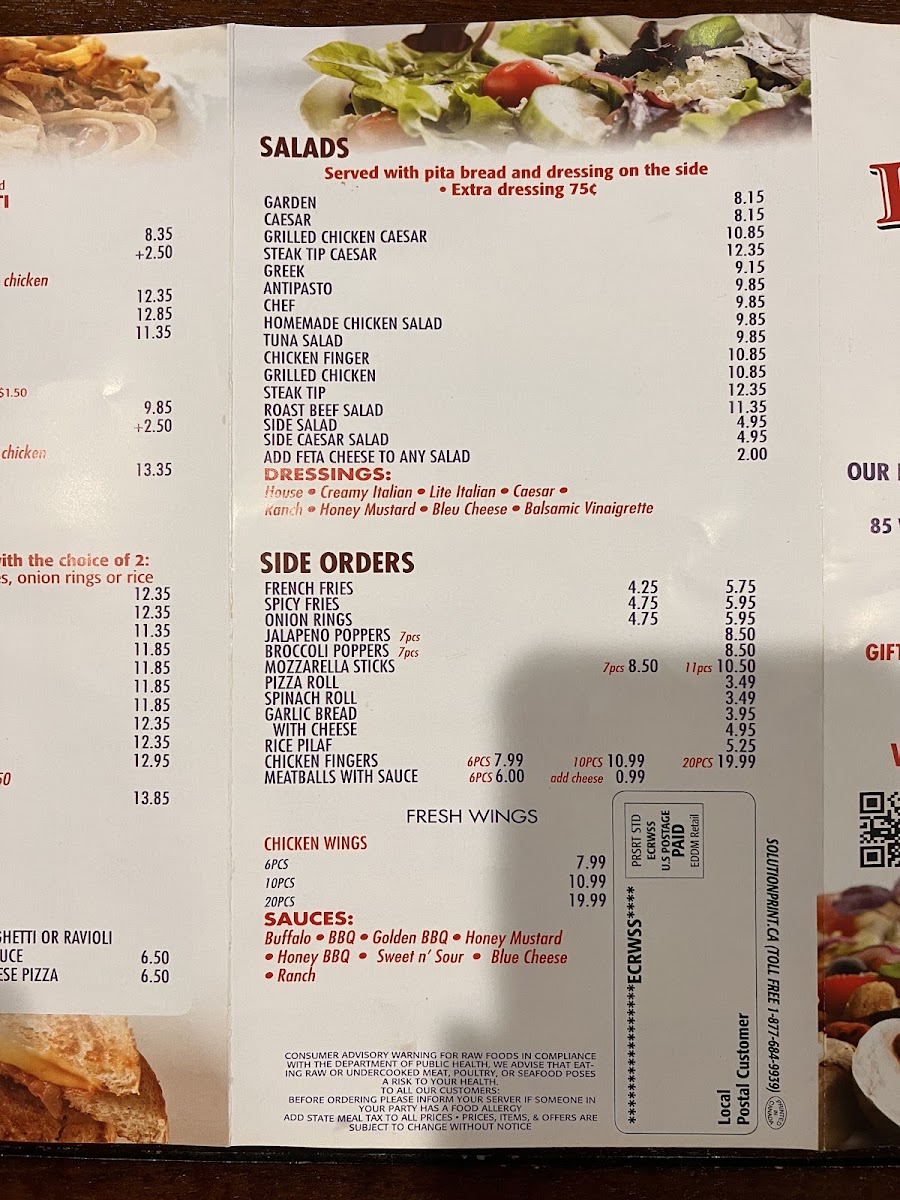 8.35
+2.50
chicken
12.35
12.85
11.35
$1.50
9.85
+2.50
chicken
13.35
with the choice of 2:
onion rings or rice
12.35
12.35
11.35
11.85
11.85
11.85
11.85
12.35
12.35
12.95
13.85
OR RAVIOLI
6.50
PIZZA 6.50
SALADS
Served with pita bread and dressing on the side
• Extra dressing 75¢
GARDEN 8.15
CAESAR 8.15
GRILLED CHICKEN CAESAR 10.85
STEAK TIP CAESAR 12.35
GREEK 9.15
ANTIPASTO 9.85
CHEF 9.85
HOMEMADE CHICKEN SALAD 9.85
TUNA SALAD 9.85
CHICKEN FINGER 10.85
GRILLED CHICKEN 10.85
STEAK TIP 12.35
ROAST BEEF SALAD 11.35
SIDE SALAD 4.95
SIDE CAESAR SALAD 4.95
ADD FETA CHEESE TO ANY SALAD 2.00
DRESSINGS:
House • Creamy Italian • Lite Italian • Caesar •
Ranch • Honey Mustard • Bleu Cheese • Balsamic Vinaigrette
SIDE ORDERS
FRENCH FRIES 4.25 5.75
SPICY FRIES 4.75 5.95
ONION RINGS 4.75 5.95
JALAPENO POPPERS 7pcs 8.50
BROCCOLI POPPERS 7pcs 8.50
MOZZARELLA STICKS 7pcs 8.50 11pcs 10.50
PIZZA ROLL 3.49
SPINACH ROLL 3.49
GARLIC BREAD 3.95
WITH CHEESE 4.95
RICE PILAF 5.25
CHICKEN FINGERS 6PCS 7.99 10PCS 10.99 20PCS 19.99
MEATBALLS WITH SAUCE 6PCS 6.00 add cheese 0.99
FRESH WINGS
CHICKEN WINGS
6PCS 7.99
10PCS 10.99
20PCS 19.99
SAUCES:
Buffalo • BBQ • Golden BBQ • Honey Mustard
• Honey BBQ • Sweet n' Sour • Blue Cheese
• Ranch
CONSUMER ADVISORY WARNING FOR RAW FOODS IN COMPLIANCE
WITH THE DEPARTMENT OF PUBLIC HEALTH, WE ADVISE THAT EAT-
ING RAW OR UNDERCOOKED MEAT, POULTRY, OR SEAFOOD POSES
A RISK TO YOUR HEALTH.
TO ALL OUR CUSTOMERS:
BEFORE ORDERING PLEASE INFORM YOUR SERVER IF SOMEONE IN
YOUR PARTY HAS A FOOD ALLERGY
ADD STATE MEAL TAX TO ALL PRICES • PRICES, ITEMS, & OFFERS ARE
SUBJECT TO CHANGE WITHOUT NOTICE
PRSRT STD
ECRWSS
U.S POSTAGE
PAID
EDDM Retail
*******************ECRWSS****
Local
Postal Customer
SOLUTIONPRINT.CA (TOLL FREE 1-877-684-9939)
PRINTED
IN
CANADA
OUR
85
GIFT